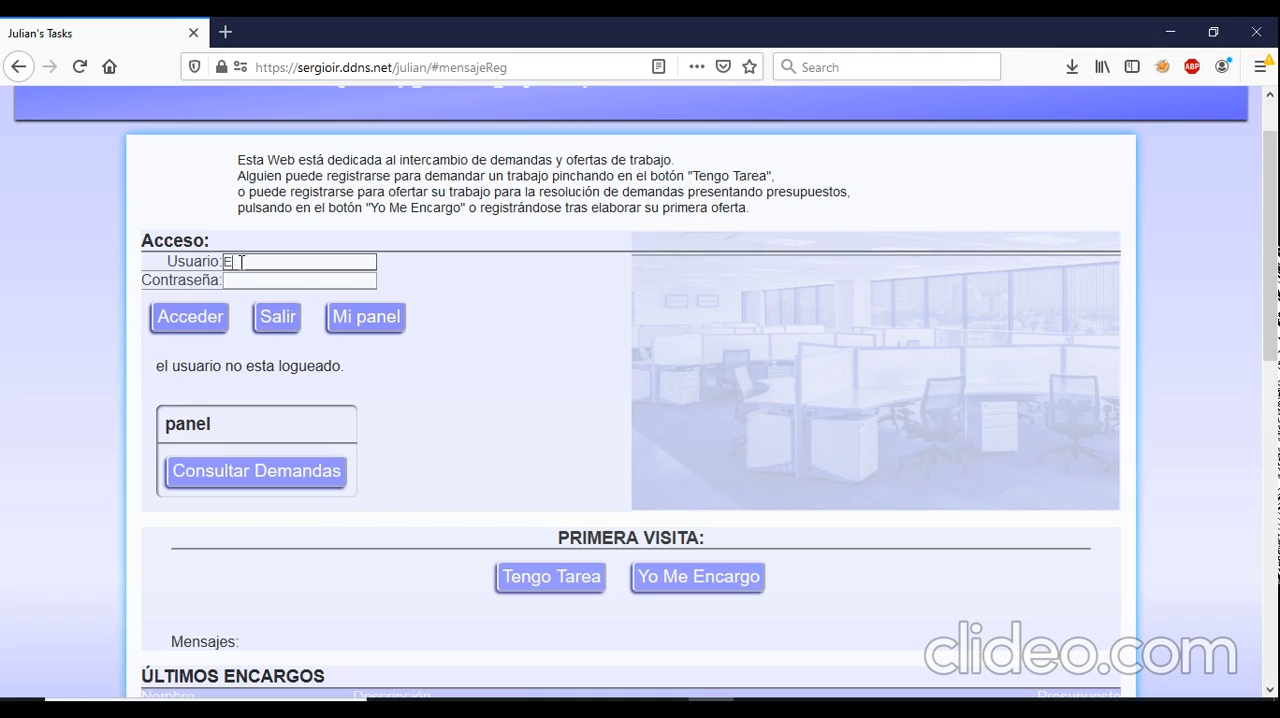 Julian's Tasks
https://sergioir.ddns.net/julian/#mensajeReg
Search
ABP
Esta Web está dedicada al intercambio de demandas y ofertas de trabajo.
Alguien puede registrarse para demandar un trabajo pinchando en el botón "Tengo Tarea",
o puede registrarse para ofertar su trabajo para la resolución de demandas presentando presupuestos,
pulsando en el botón "Yo Me Encargo" o registrándose tras elaborar su primera oferta.
Acceso:
Usuario: E
Contraseña:
Acceder Salir Mi panel
el usuario no esta logueado.
panel
Consultar Demandas
PRIMERA VISITA:
Tengo Tarea Yo Me Encargo
Mensajes:
clideo.com
ÚLTIMOS ENCARGOS
Nombre Descripción Presupuesto